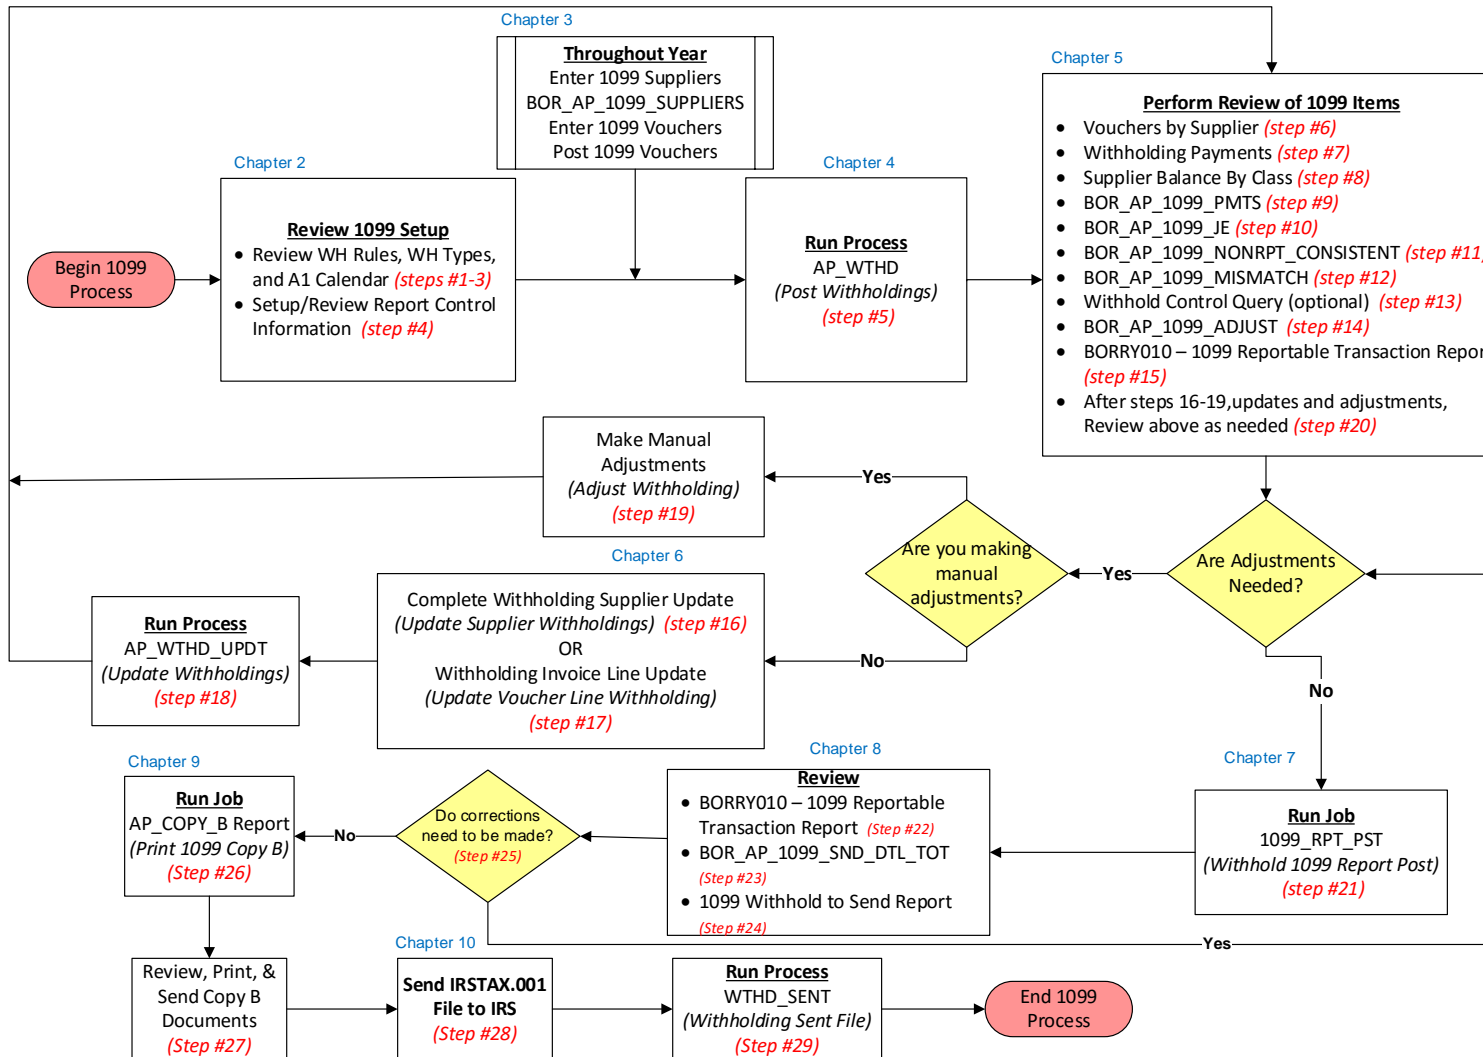 Chapter 3
Throughout Year
Enter 1099 Suppliers
BOR_AP_1099_SUPPLIERS
Enter 1099 Vouchers
Post 1099 Vouchers
Chapter 2
Begin 1099
Process
Review 1099 Setup
• Review WH Rules, WH Types,
and A1 Calendar (steps #1-3)
• Setup/Review Report Control
Information (step #4)
Chapter 4
Run Process
AP_WTHD
(Post Withholdings)
(step #5)
Chapter 5
Perform Review of 1099 Items
• Vouchers by Supplier (step #6)
• Withholding Payments (step #7)
• Supplier Balance By Class (step #8)
• BOR_AP_1099_PMTS (step #9)
• BOR_AP_1099_JE (step #10)
• BOR_AP_1099_NONRPT_CONSISTENT (step #11)
• BOR_AP_1099_MISMATCH (step #12)
• Withhold Control Query (optional) (step #13)
• BOR_AP_1099_ADJUST (step #14)
• BORRY010 – 1099 Reportable Transaction Repor
(step #15)
• After steps 16-19,updates and adjustments,
Review above as needed (step #20)
Are Adjustments
Needed?
Yes
Are you making
manual
adjustments?
Yes
Make Manual
Adjustments
(Adjust Withholding)
(step #19)
No
Chapter 6
Complete Withholding Supplier Update
(Update Supplier Withholdings) (step #16)
OR
Withholding Invoice Line Update
(Update Voucher Line Withholding)
(step #17)
Run Process
AP_WTHD_UPDT
(Update Withholdings)
(step #18)
No
Chapter 7
Run Job
1099_RPT_PST
(Withhold 1099 Report Post)
(step #21)
Chapter 8
Review
• BORRY010 – 1099 Reportable
Transaction Report (Step #22)
• BOR_AP_1099_SND_DTL_TOT
(Step #23)
• 1099 Withhold to Send Report
(Step #24)
Do corrections
need to be made?
(Step #25)
Yes
No
Chapter 9
Run Job
AP_COPY_B Report
(Print 1099 Copy B)
(Step #26)
Review, Print, &
Send Copy B
Documents
(Step #27)
Chapter 10
Send IRSTAX.001
File to IRS
(Step #28)
Run Process
WTHD_SENT
(Withholding Sent File)
(Step #29)
End 1099
Process